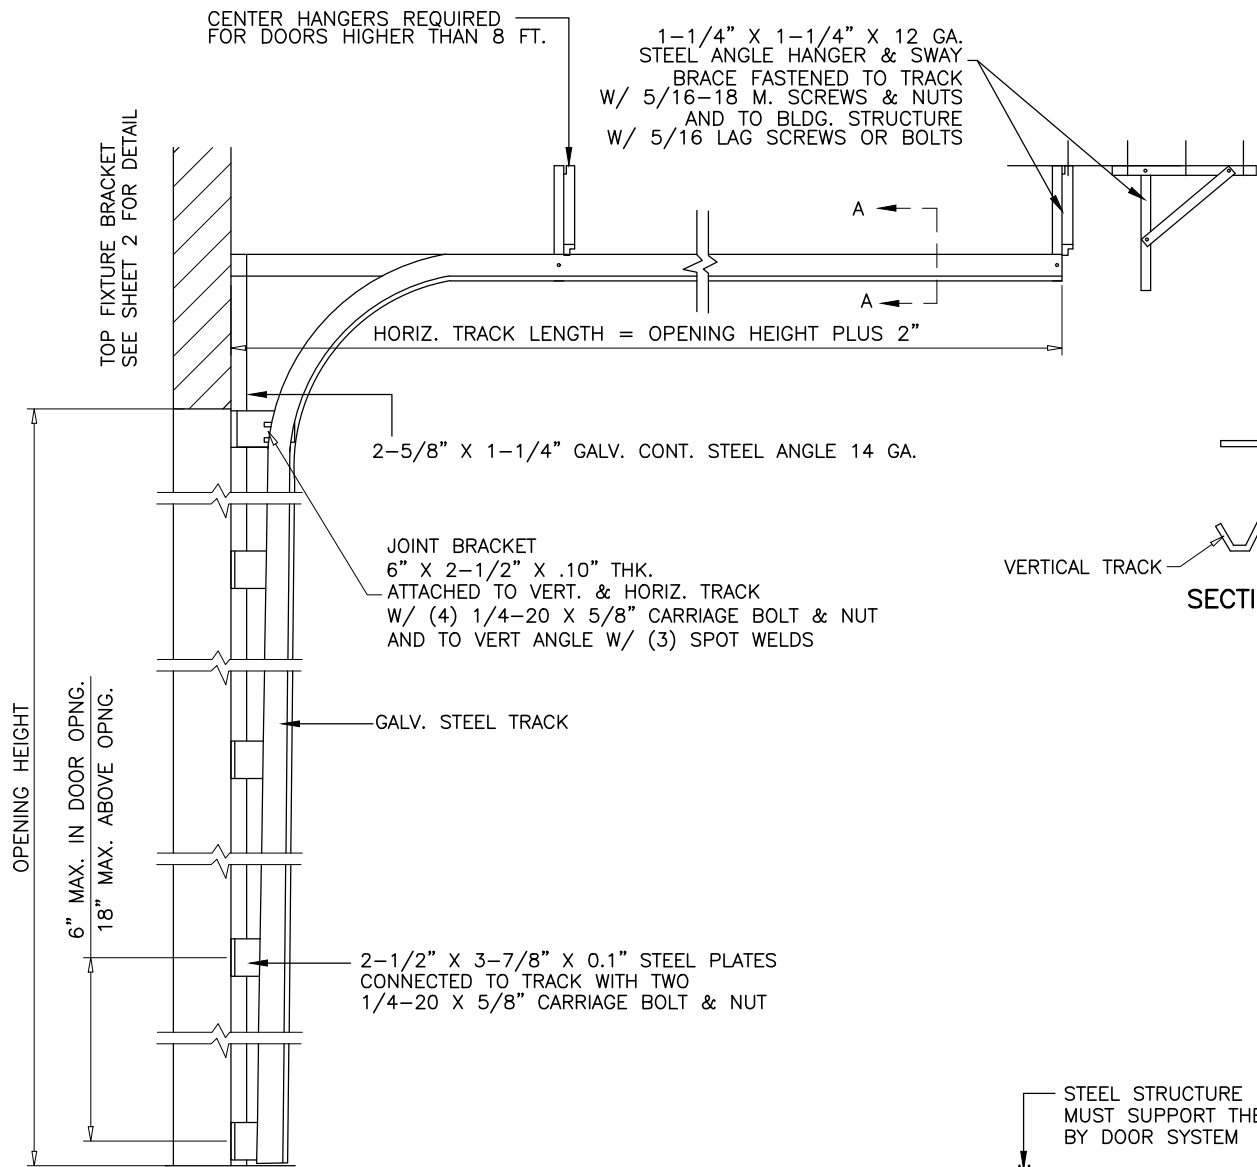 CENTER HANGERS REQUIRED
FOR DOORS HIGHER THAN 8 FT.
1-1/4" X 1-1/4" X 12 GA.
STEEL ANGLE HANGER & SWAY
BRACE FASTENED TO TRACK
W/ 5/16-18 M. SCREWS & NUTS
AND TO BLDG. STRUCTURE
W/ 5/16 LAG SCREWS OR BOLTS
TOP FIXTURE BRACKET
SEE SHEET 2 FOR DETAIL
A
A
HORIZ. TRACK LENGTH = OPENING HEIGHT PLUS 2"
2-5/8" X 1-1/4" GALV. CONT. STEEL ANGLE 14 GA.
JOINT BRACKET
6" X 2-1/2" X .10" THK.
ATTACHED TO VERT. & HORIZ. TRACK
W/ (4) 1/4-20 X 5/8" CARRIAGE BOLT & NUT
AND TO VERT ANGLE W/ (3) SPOT WELDS
VERTICAL TRACK
SECTI
GALV. STEEL TRACK
OPENING HEIGHT
6" MAX. IN DOOR OPNG.
18" MAX. ABOVE OPNG.
2-1/2" X 3-7/8" X 0.1" STEEL PLATES
CONNECTED TO TRACK WITH TWO
1/4-20 X 5/8" CARRIAGE BOLT & NUT
STEEL STRUCTURE
MUST SUPPORT THE
BY DOOR SYSTEM